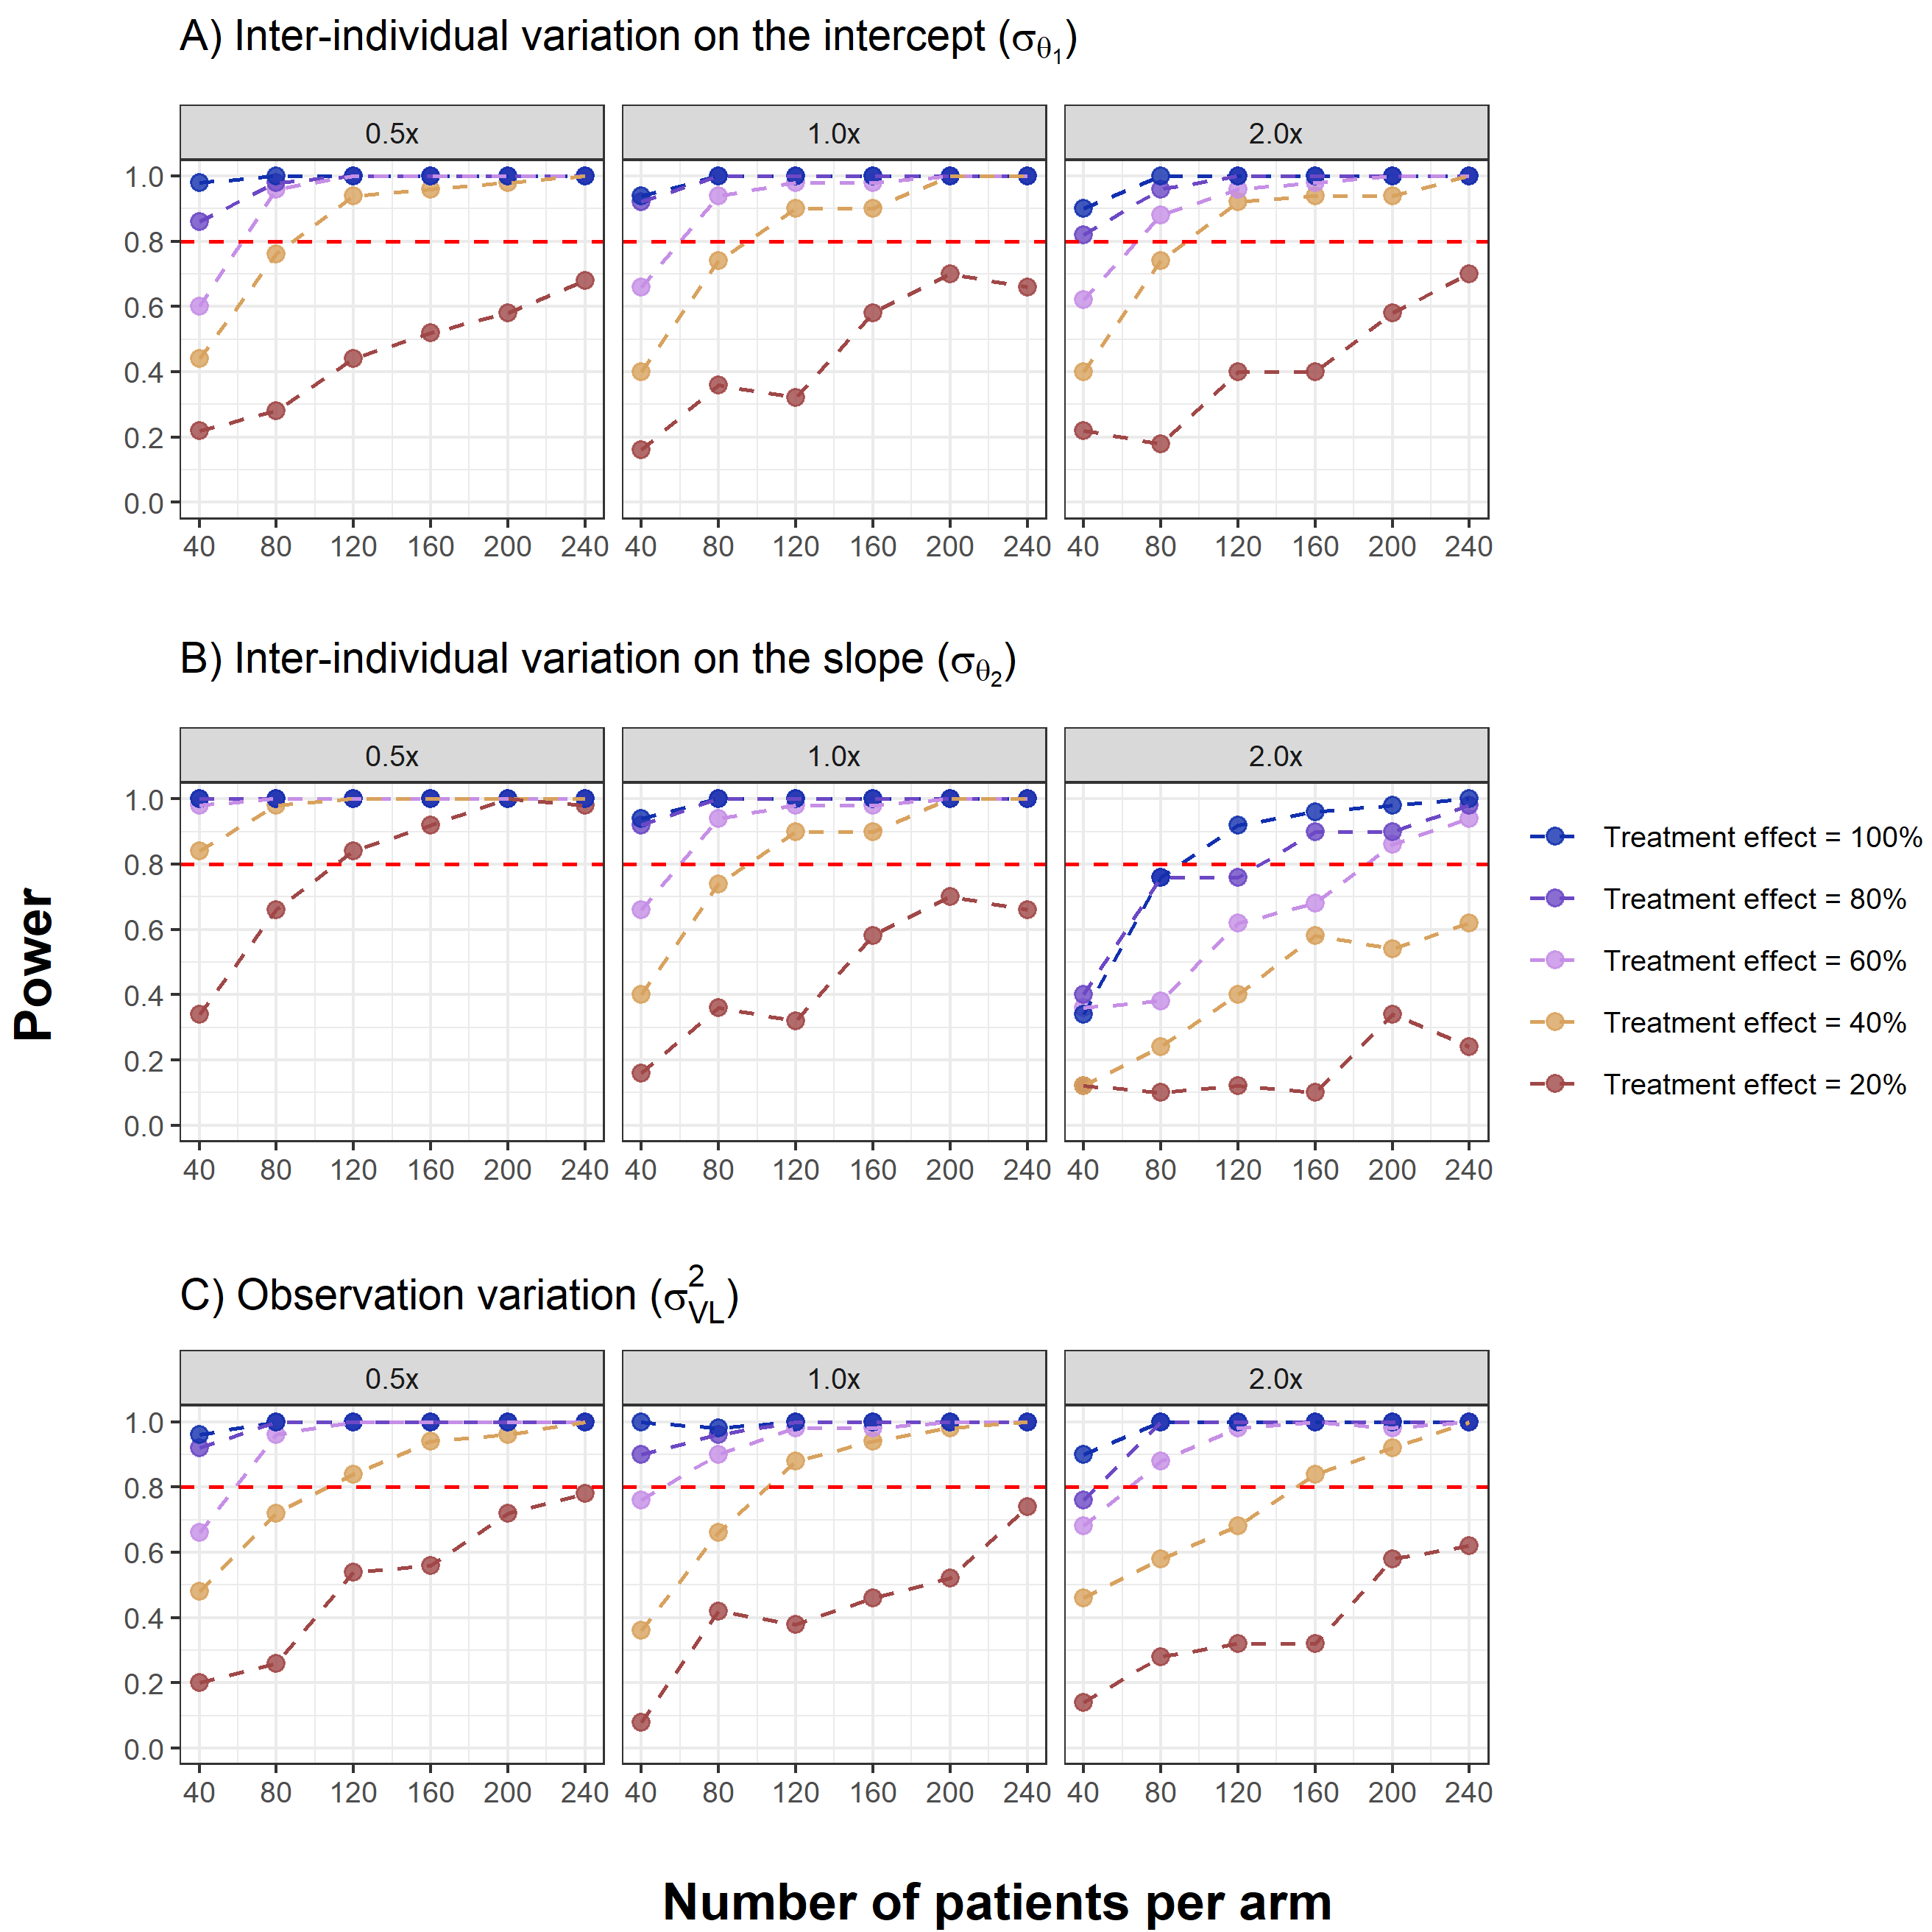 A) Inter-individual variation on the intercept (σθ1)
0.5x 1.0x 2.0x
1.0
0.8
0.6
0.4
0.2
0.0
40 80 120 160 200 240 40 80 120 160 200 240 40 80 120 160 200 240
B) Inter-individual variation on the slope (σθ2)
0.5x 1.0x 2.0x
1.0
0.8
0.6
0.4
0.2
0.0
40 80 120 160 200 240 40 80 120 160 200 240 40 80 120 160 200 240
Treatment effect = 100%
Treatment effect = 80%
Treatment effect = 60%
Treatment effect = 40%
Treatment effect = 20%
Power
C) Observation variation (σ²VL)
0.5x 1.0x 2.0x
1.0
0.8
0.6
0.4
0.2
0.0
40 80 120 160 200 240 40 80 120 160 200 240 40 80 120 160 200 240
Number of patients per arm